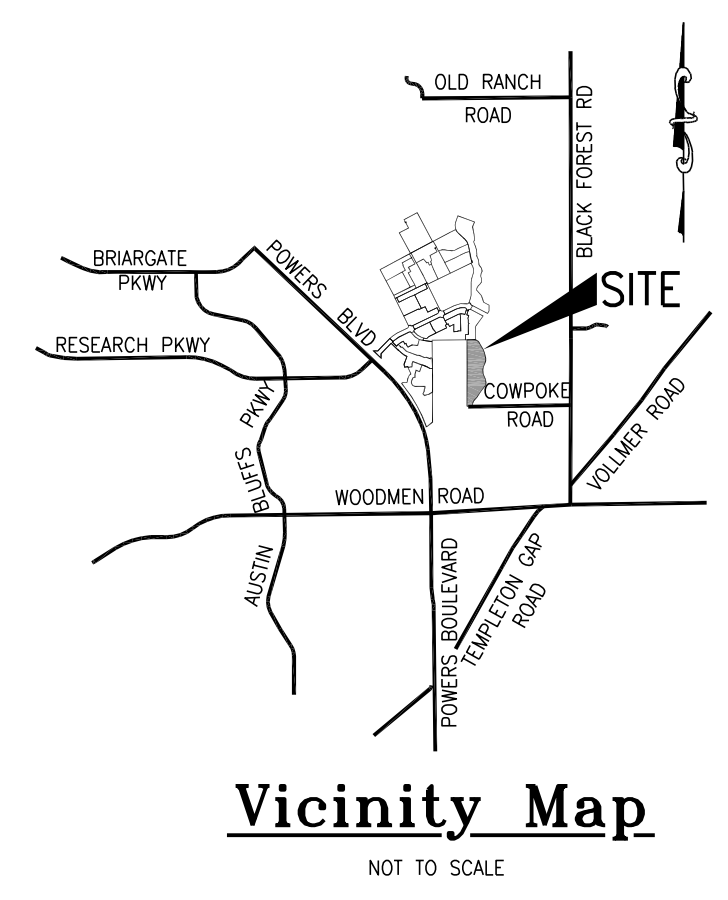 OLD RANCH
ROAD
BLACK FOREST RD
BRIARGATE
PKWY
POWERS BLVD
SITE
RESEARCH PKWY
COWPOKE
ROAD
VOLLMER ROAD
AUSTIN BLUFFS PKWY
WOODMEN ROAD
POWERS BOULEVARD
TEMPLETON GAP
ROAD
Vicinity Map
NOT TO SCALE